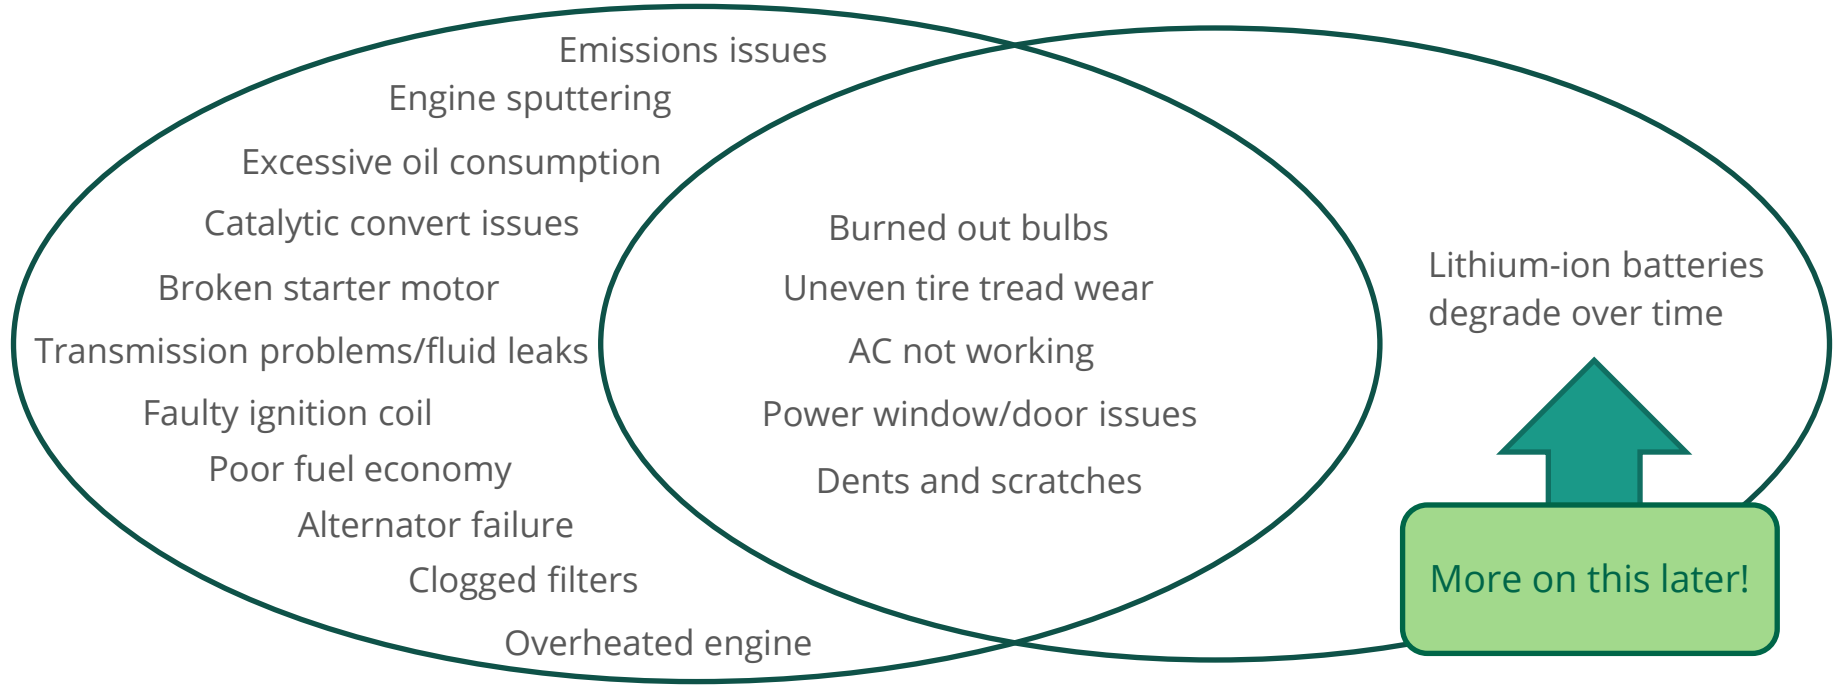 Emissions issues
Engine sputtering
Excessive oil consumption
Catalytic convert issues
Broken starter motor
Transmission problems/fluid leaks
Faulty ignition coil
Poor fuel economy
Alternator failure
Clogged filters
Overheated engine
Burned out bulbs
Uneven tire tread wear
AC not working
Power window/door issues
Dents and scratches
Lithium-ion batteries
degrade over time
More on this later!